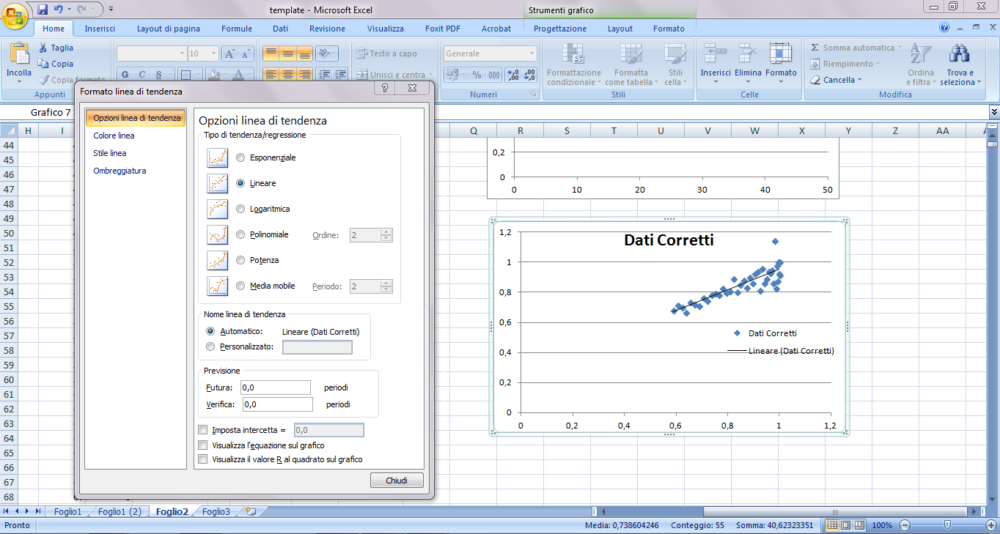 template - Microsoft Excel
Strumenti grafico
Home Inserisci Layout di pagina Formule Dati Revisione Visualizza Foxit PDF Acrobat Progettazione Layout Formato
Incolla
Taglia
Copia
Copia formato
Appunti
10
G C S
A A
Testo a capo
Unisci e centra
Generale
% 000
Numeri
Formattazione condizionale
Formatta come tabella
Stili cella
Stili
Inserisci Elimina Formato
Celle
Σ Somma automatica
Riempimento
Cancella
Ordina e filtra
Trova e seleziona
Modifica
Grafico 7
Formato linea di tendenza
Opzioni linea di tendenza
Colore linea
Stile linea
Ombreggiatura
Opzioni linea di tendenza
Tipo di tendenza/regressione
Esponenziale
Lineare
Logaritmica
Polinomiale Ordine: 2
Potenza
Media mobile Periodo: 2
Nome linea di tendenza
Automatico: Lineare (Dati Corretti)
Personalizzato:
Previsione
Futura: 0,0 periodi
Verifica: 0,0 periodi
Imposta intercetta = 0,0
Visualizza l'equazione sul grafico
Visualizza il valore R al quadrato sul grafico
Chiudi
H I Q R S T U V W X Y Z AA
44
45
46
47
48
49
50
51
52
53
54
55
56
57
58
59
60
61
62
63
64
65
66
67
68
0,2
0
0 10 20 30 40 50
Dati Corretti
1,2
1
0,8
0,6
0,4
0,2
0
0 0,2 0,4 0,6 0,8 1 1,2
Dati Corretti
Lineare (Dati Corretti)
Foglio1 Foglio1 (2) Foglio2 Foglio3
Pronto
Media: 0,738604246 Conteggio: 55 Somma: 40,62323351 100%